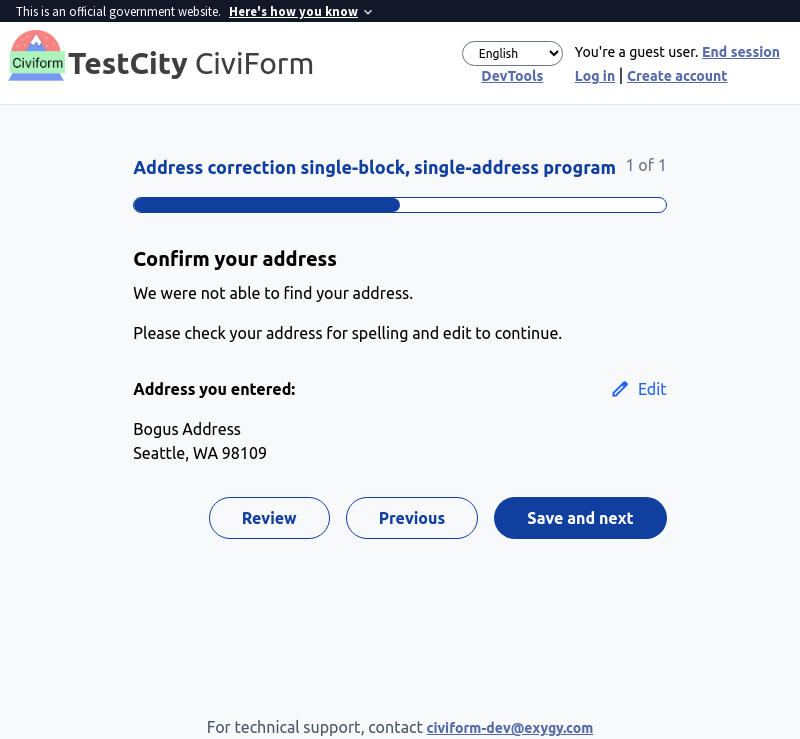 This is an official government website. Here's how you know
Civiform TestCity CiviForm
English
You're a guest user. End session
DevTools
Log in | Create account
Address correction single-block, single-address program 1 of 1
Confirm your address
We were not able to find your address.
Please check your address for spelling and edit to continue.
Address you entered: Edit
Bogus Address
Seattle, WA 98109
Review Previous Save and next
For technical support, contact civiform-dev@exygy.com